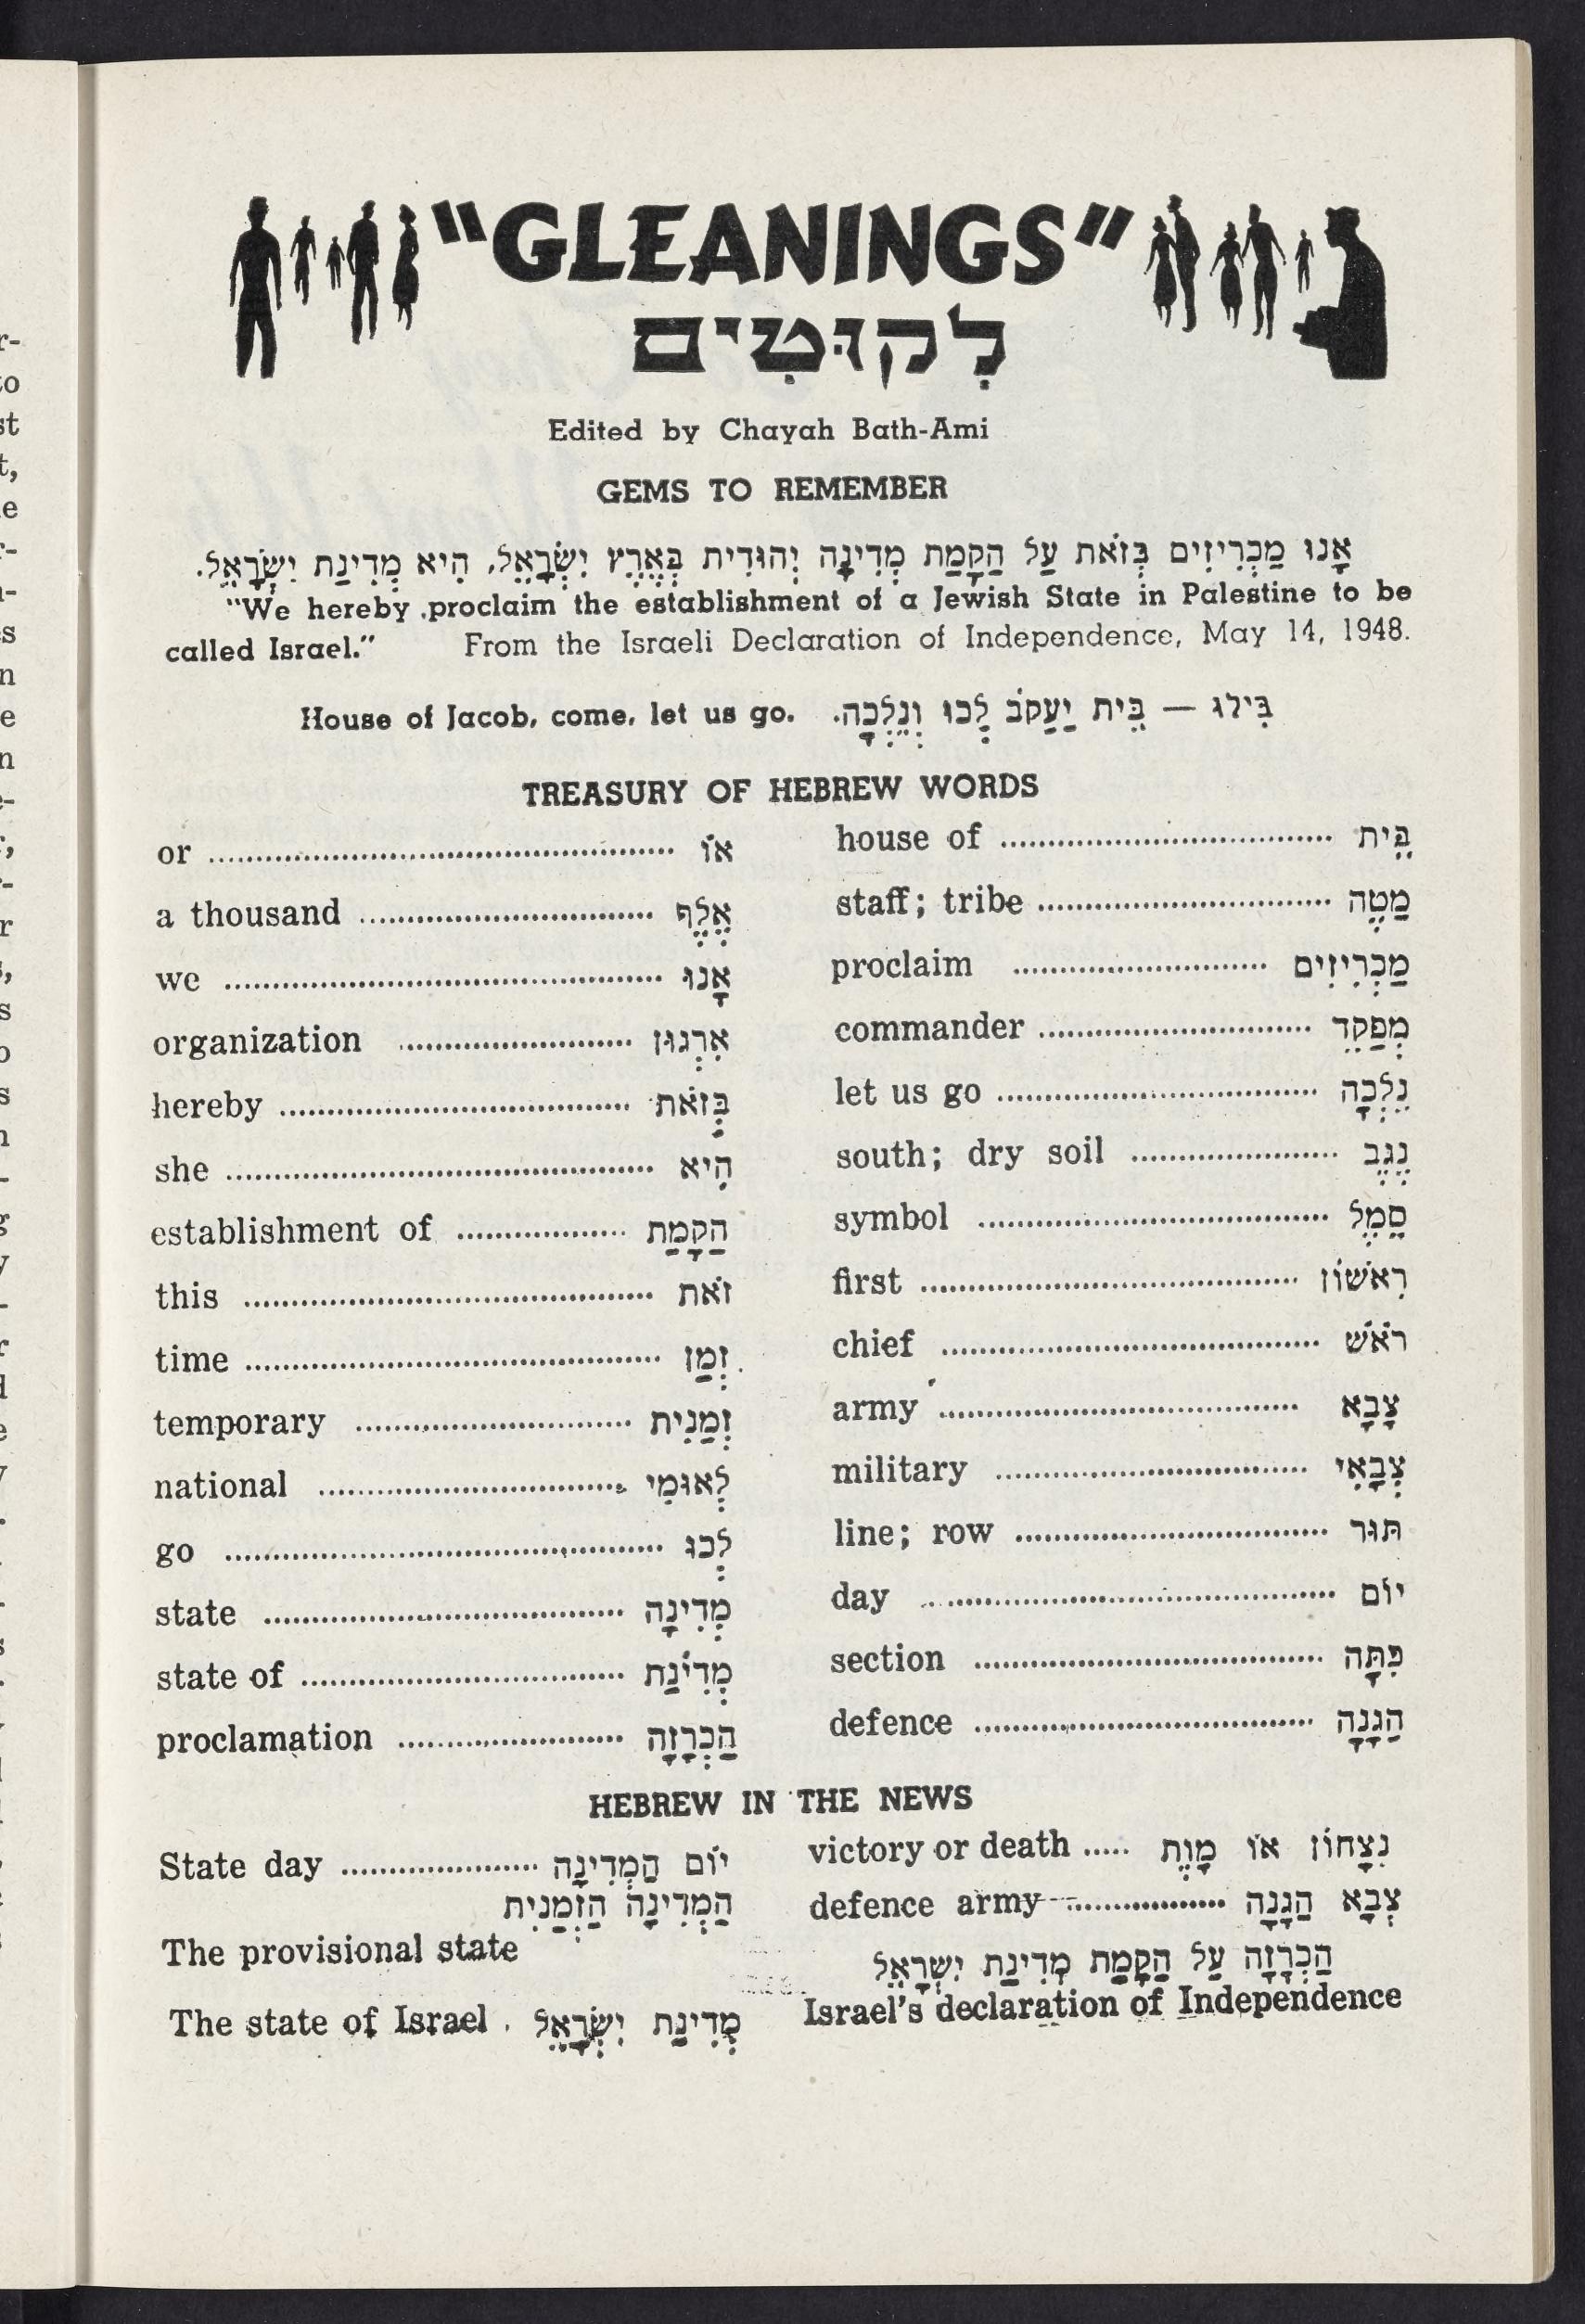 "GLEANINGS"
לִקוּטִים
Edited by Chayah Bath-Ami
GEMS TO REMEMBER
אָנוּ מַכְרִיזִים בְּזֹאת עַל הַקָמַת מְדִינָה יְהוּדִית בְּאֶרֶץ יִשְׂרָאֵל, הִיא מְדִינַת יִשְׂרָאֵל.
"We hereby proclaim the establishment of a Jewish State in Palestine to be
called Israel." From the Israeli Declaration of Independence, May 14, 1948.
House of Jacob, come, let us go. בִּילוּ — בֵּית יַעֲקֹב לְכוּ וְנֵלְכָה.
TREASURY OF HEBREW WORDS
or ........ אוֹ
a thousand ........ אֶלֶף
we ........ אָנוּ
organization ........ אִרְגוּן
hereby ........ בְּזֹאת
she ........ הִיא
establishment of ........ הַקָמַת
this ........ זֹאת
time ........ זְמַן
temporary ........ זְמַנִית
national ........ לְאוּמִי
go ........ לְכוּ
state ........ מְדִינָה
state of ........ מְדִינַת
proclamation ........ הַכְרָזָה
house of ........ בֵּית
staff; tribe ........ מַטֶה
proclaim ........ מַכְרִיזִים
commander ........ מְפַקֵד
let us go ........ נֵלְכָה
south; dry soil ........ נֶגֶב
symbol ........ סֶמֶל
first ........ רִאשׁוֹן
chief ........ רֹאשׁ
army ........ צָבָא
military ........ צְבָאִי
line; row ........ תּוּר
day ........ יוֹם
section ........ כִּתָּה
defence ........ הַגָנָה
HEBREW IN THE NEWS
State day ........ יוֹם הַמְדִינָה
הַמְדִינָה הַזְמַנִית
The provisional state
The state of Israel מְדִינַת יִשְׂרָאֵל
victory or death ..... נִצָחוֹן אוֹ מָוֶת
defence army ........ צְבָא הַגָנָה
הַכְרָזָה עַל הַקָמַת מְדִינַת יִשְׂרָאֵל
Israel's declaration of Independence